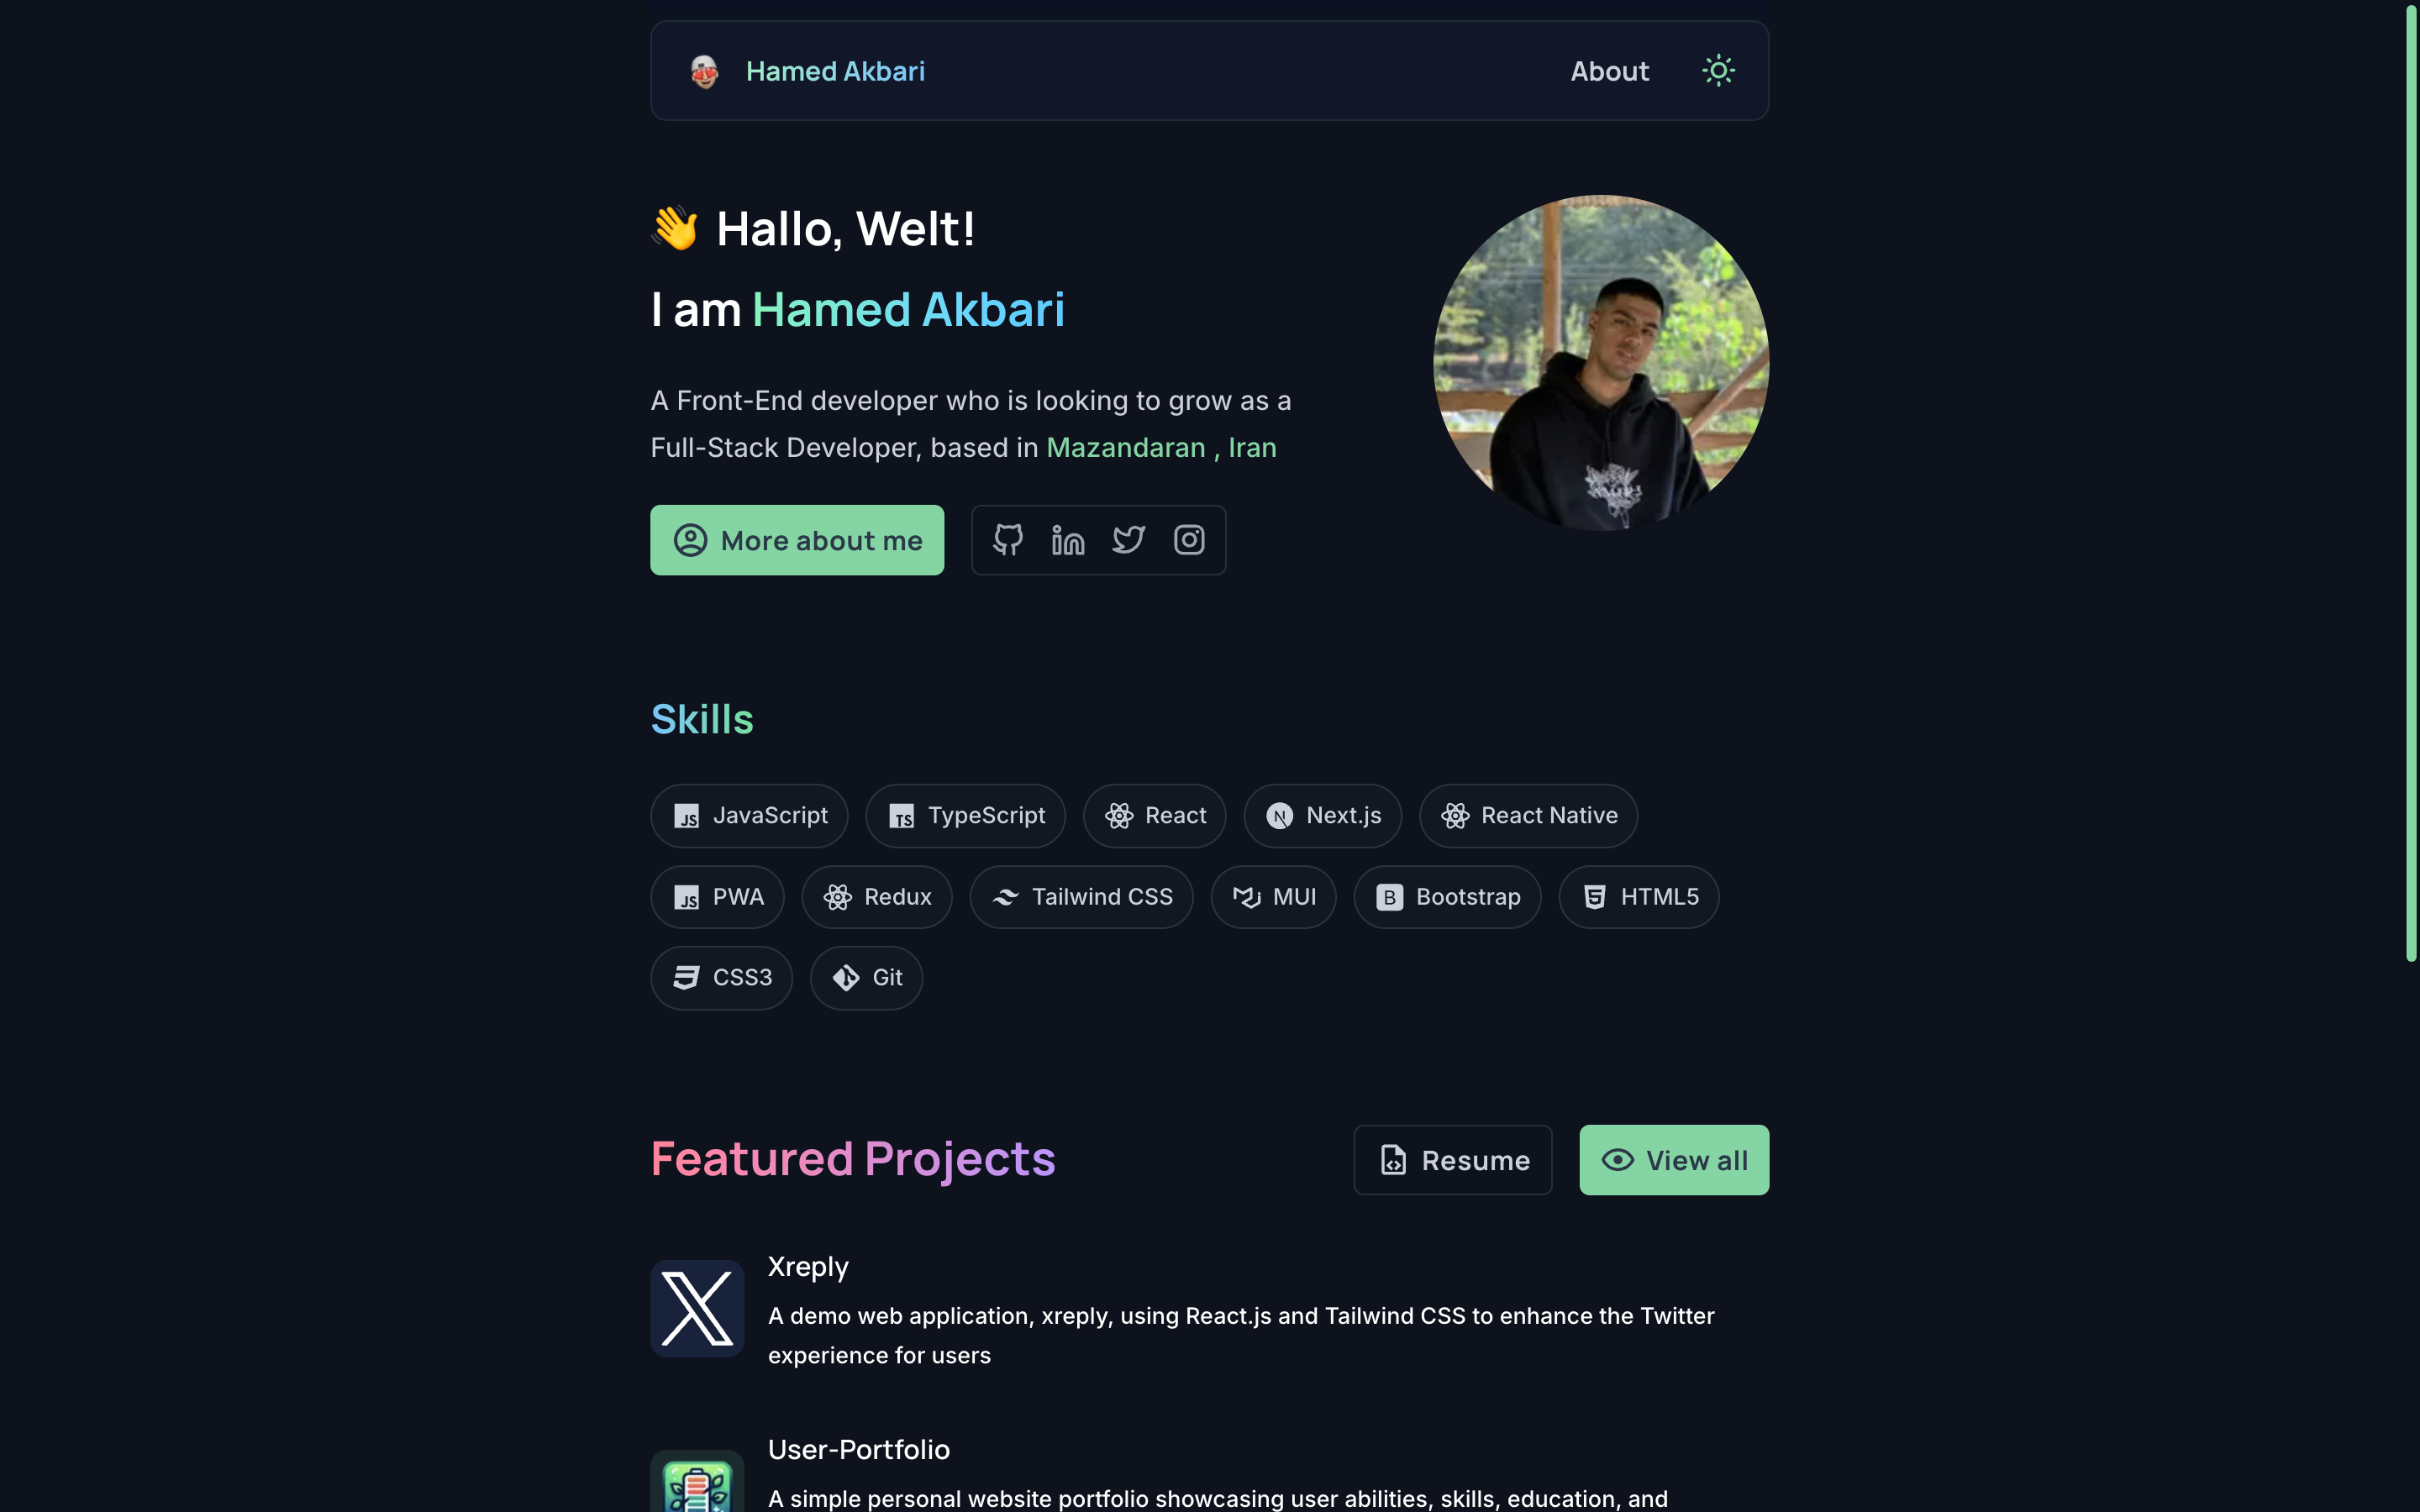 Hamed Akbari
About
Hallo, Welt!
I am Hamed Akbari
A Front-End developer who is looking to grow as a
Full-Stack Developer, based in Mazandaran , Iran
More about me
Skills
JavaScript
TypeScript
React
Next.js
React Native
PWA
Redux
Tailwind CSS
MUI
Bootstrap
HTML5
CSS3
Git
Featured Projects
Resume
View all
Xreply
A demo web application, xreply, using React.js and Tailwind CSS to enhance the Twitter
experience for users
User-Portfolio
A simple personal website portfolio showcasing user abilities, skills, education, and